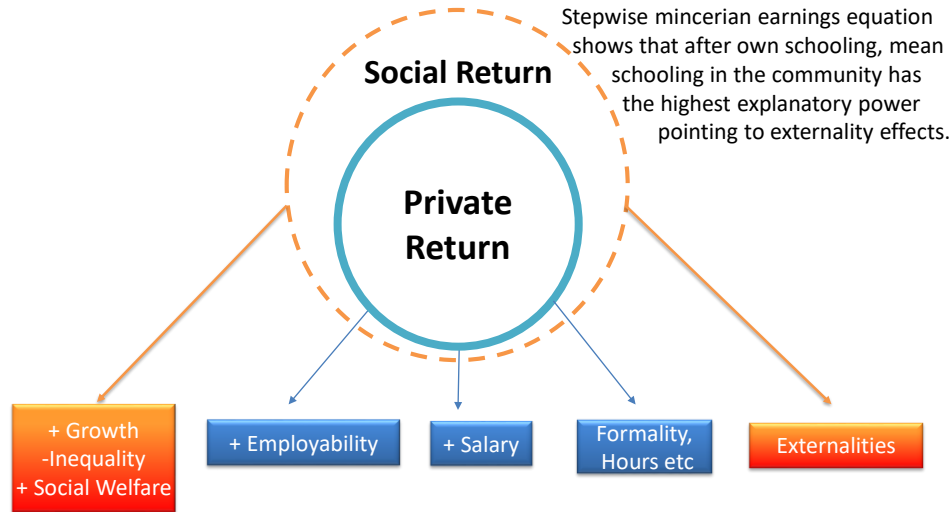 Stepwise mincerian earnings equation
shows that after own schooling, mean
schooling in the community has
the highest explanatory power
pointing to externality effects.
Social Return
Private
Return
+ Growth
-Inequality
+ Social Welfare
+ Employability
+ Salary
Formality,
Hours etc
Externalities